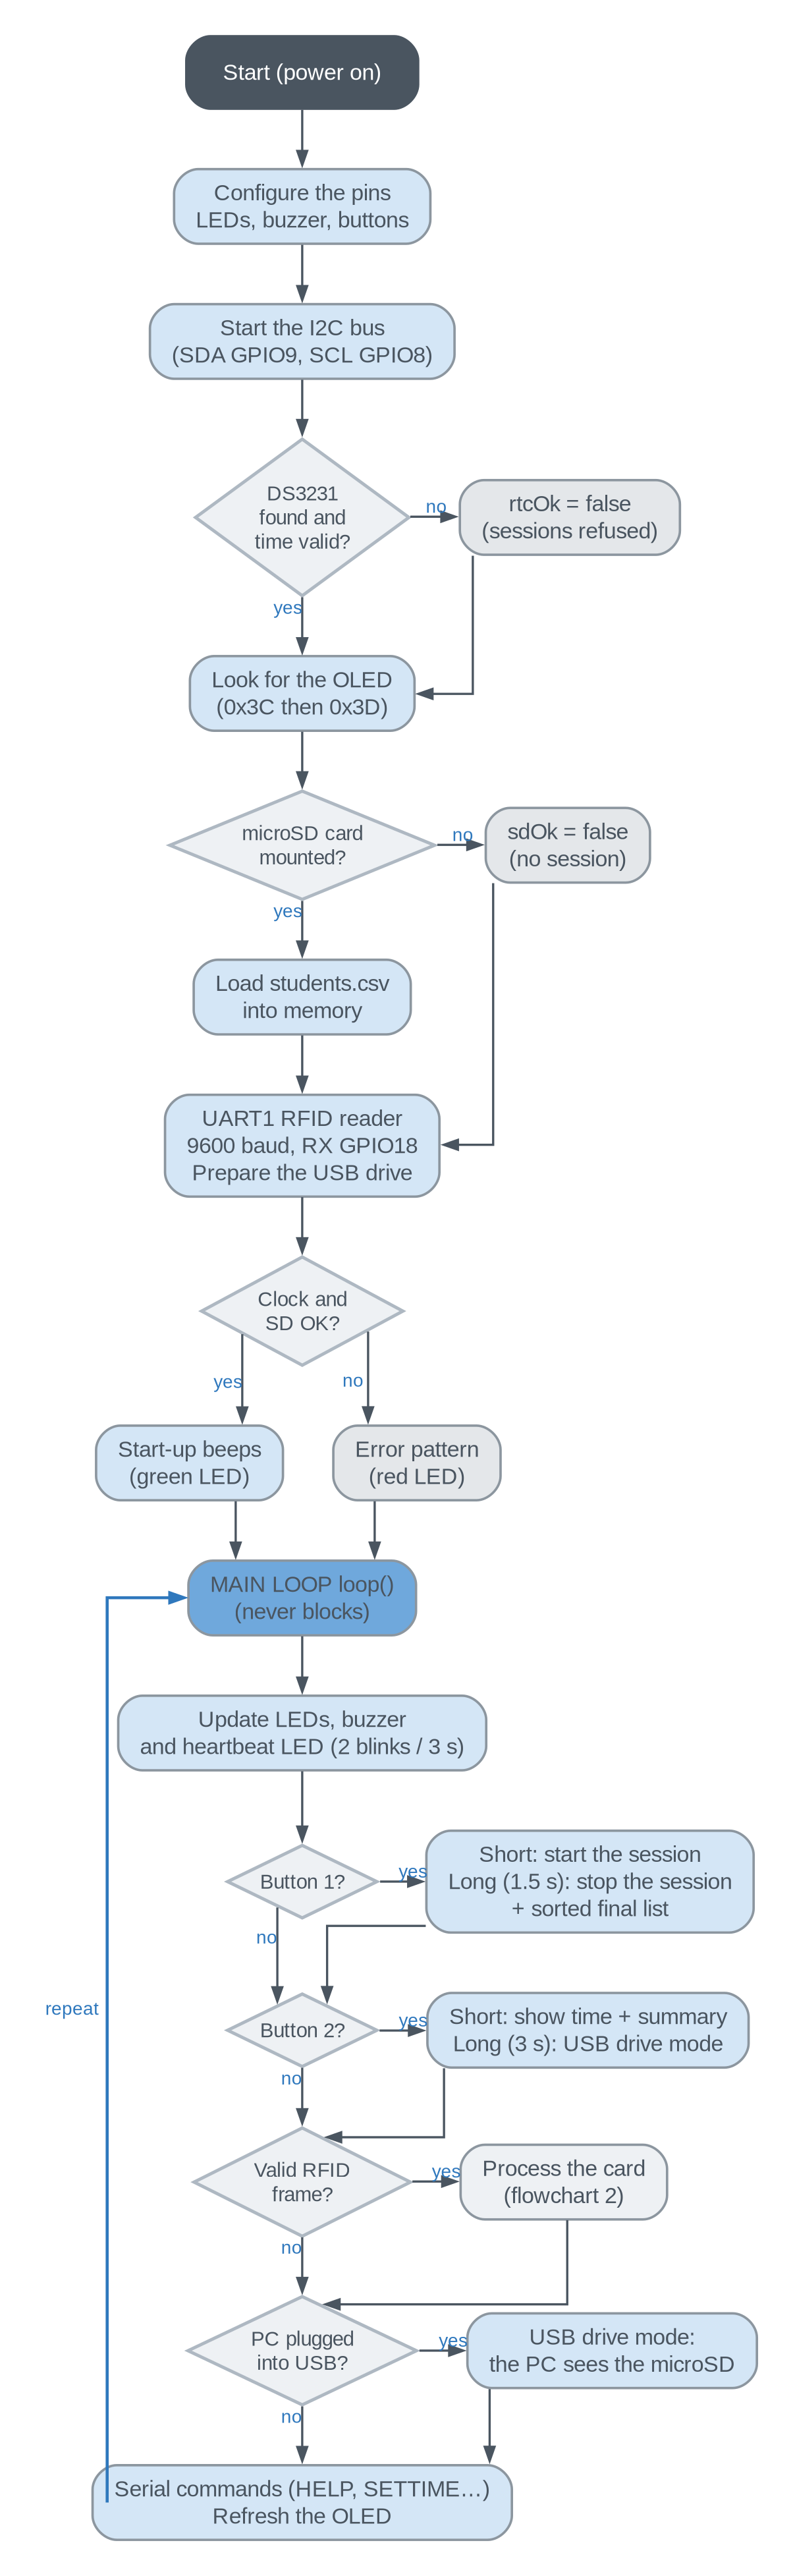 Start (power on)
Configure the pins
LEDs, buzzer, buttons
Start the I2C bus
(SDA GPIO9, SCL GPIO8)
DS3231
found and
time valid?
no
rtcOk = false
(sessions refused)
yes
Look for the OLED
(0x3C then 0x3D)
microSD card
mounted?
no
sdOk = false
(no session)
yes
Load students.csv
into memory
UART1 RFID reader
9600 baud, RX GPIO18
Prepare the USB drive
Clock and
SD OK?
yes
no
Start-up beeps
(green LED)
Error pattern
(red LED)
MAIN LOOP loop()
(never blocks)
Update LEDs, buzzer
and heartbeat LED (2 blinks / 3 s)
Button 1?
yes
Short: start the session
Long (1.5 s): stop the session
+ sorted final list
no
repeat
Button 2?
yes
Short: show time + summary
Long (3 s): USB drive mode
no
Valid RFID
frame?
yes
Process the card
(flowchart 2)
no
PC plugged
into USB?
yes
USB drive mode:
the PC sees the microSD
no
Serial commands (HELP, SETTIME…)
Refresh the OLED